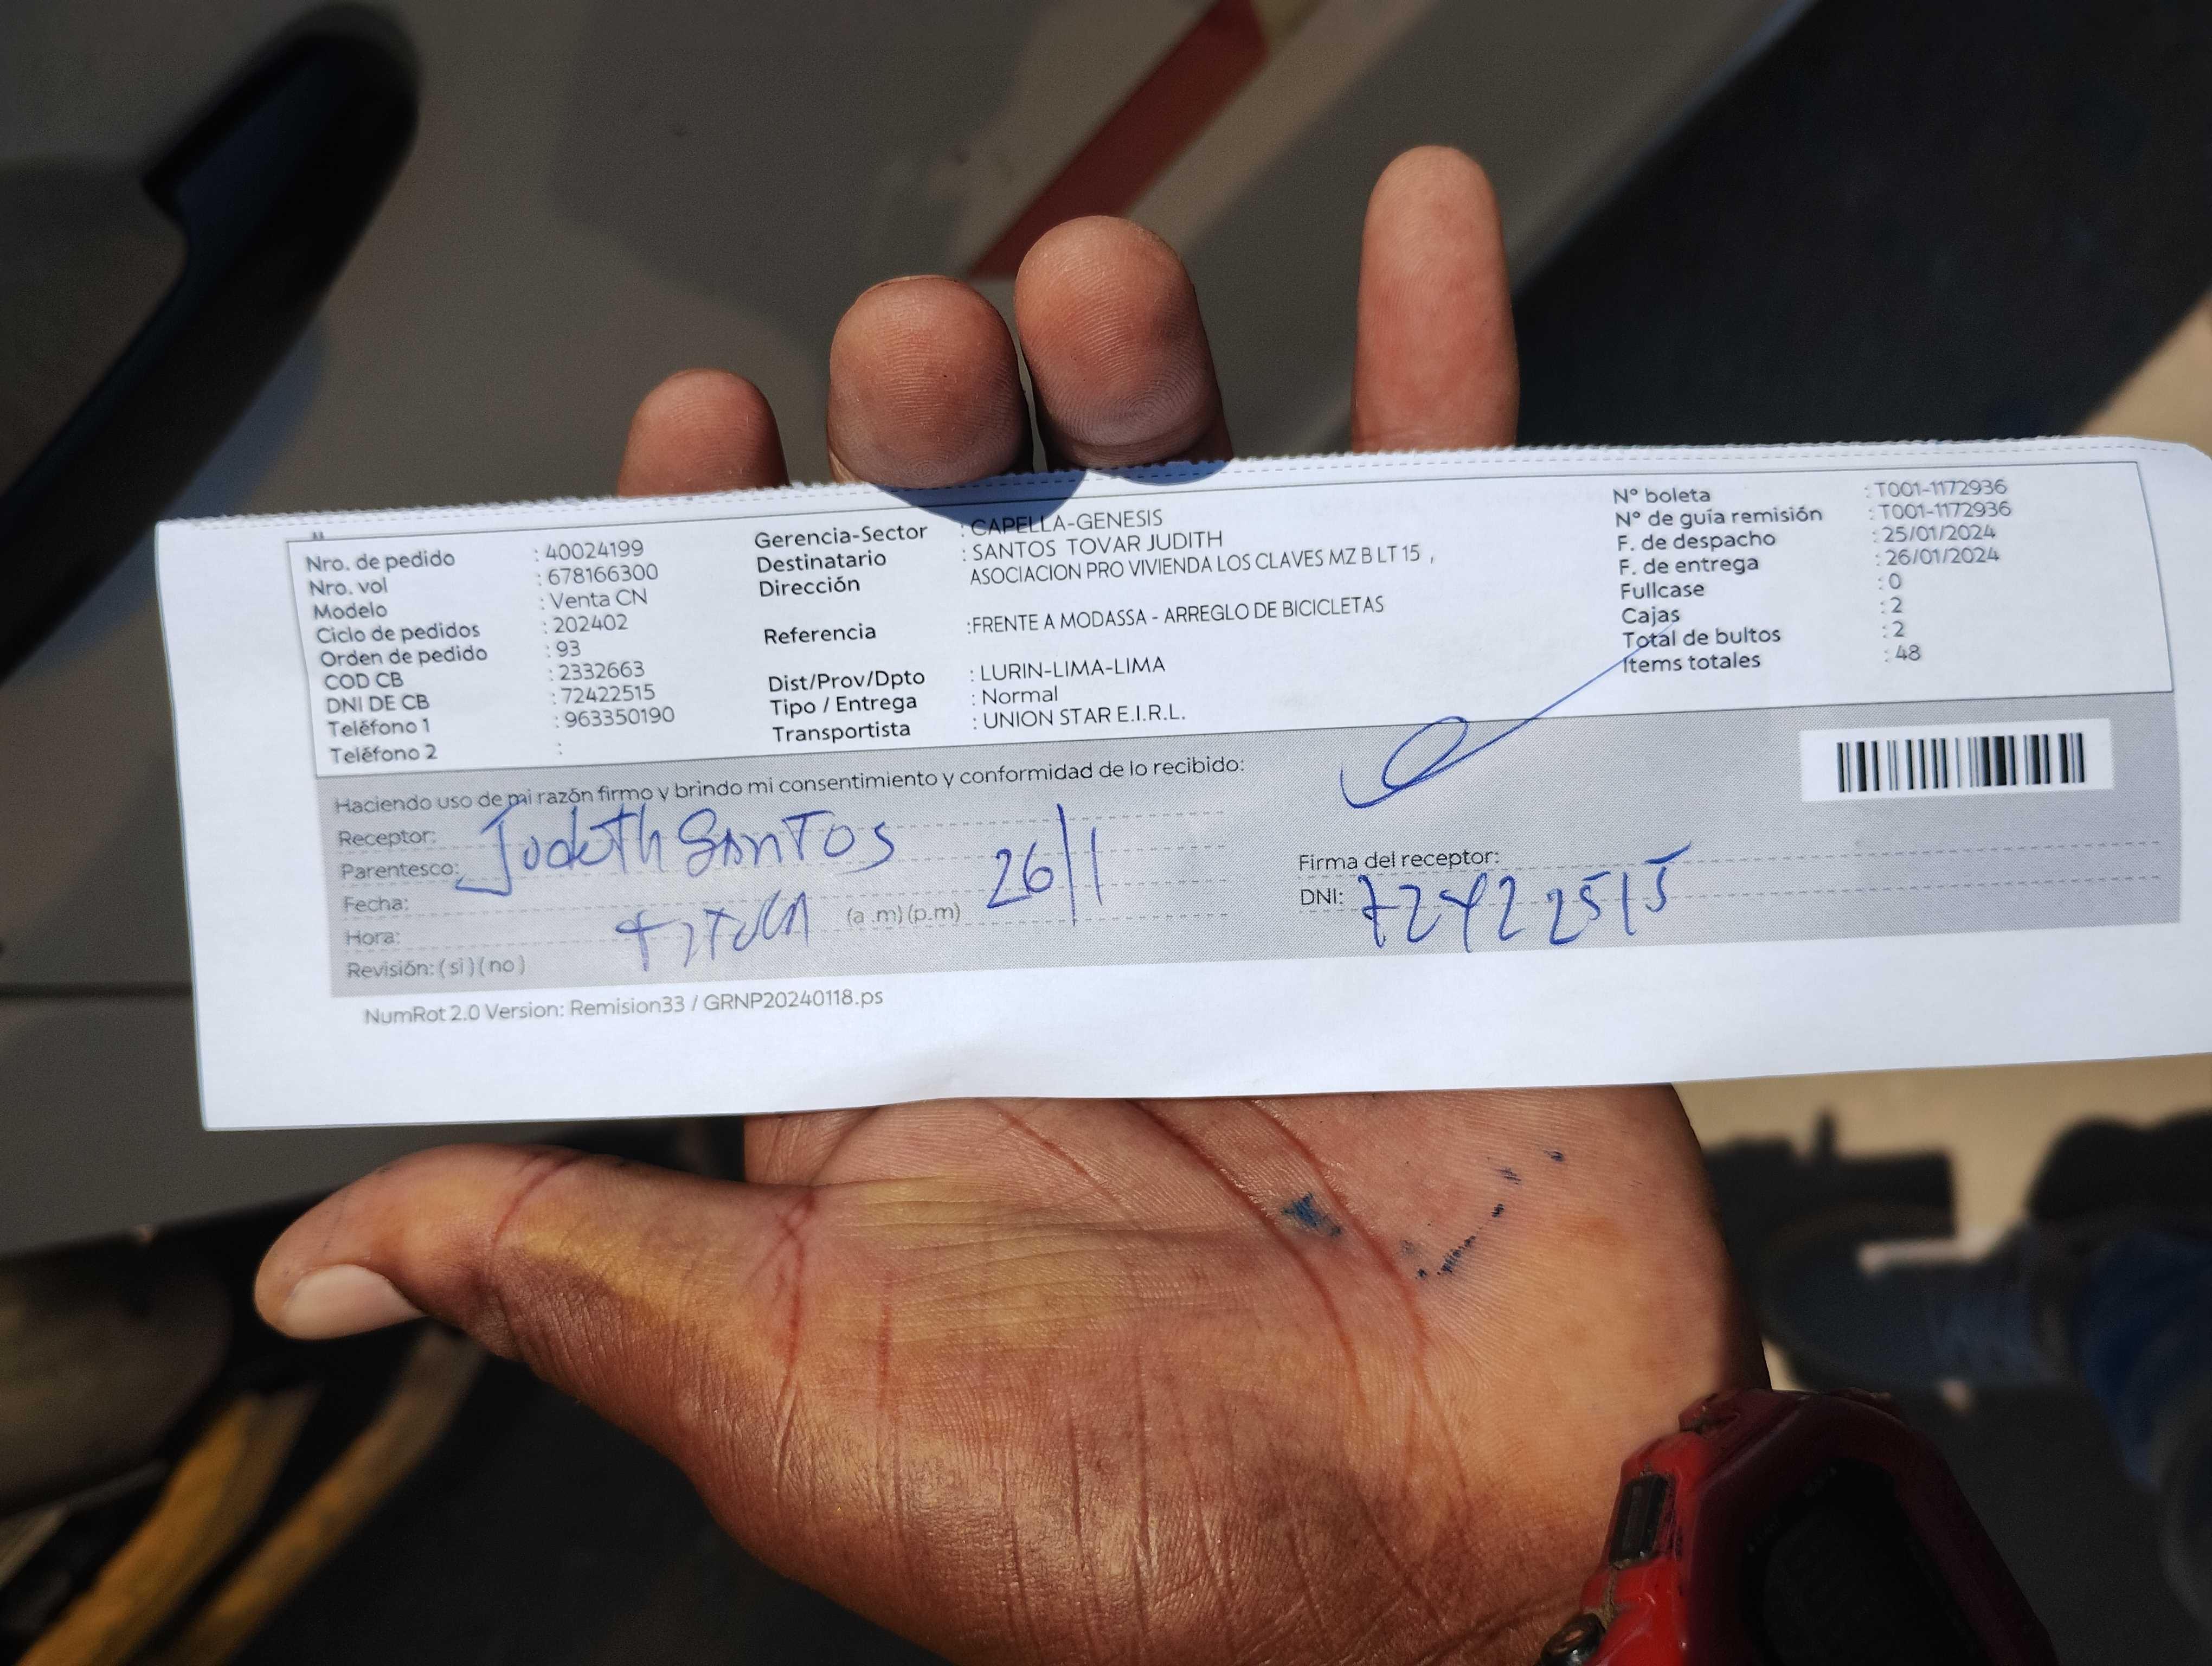 Nro. de pedido : 40024199
Nro. vol : 678166300
Modelo : Venta CN
Ciclo de pedidos : 202402
Orden de pedido : 93
COD CB : 2332663
DNI DE CB : 72422515
Teléfono 1 : 963350190
Teléfono 2 :
Gerencia-Sector : CAPELLA-GENESIS
Destinatario : SANTOS TOVAR JUDITH
Dirección ASOCIACION PRO VIVIENDA LOS CLAVES MZ B LT 15 ,
Referencia :FRENTE A MODASSA - ARREGLO DE BICICLETAS
Dist/Prov/Dpto : LURIN-LIMA-LIMA
Tipo / Entrega : Normal
Transportista : UNION STAR E.I.R.L.
N° boleta : T001-1172936
N° de guía remisión : T001-1172936
F. de despacho : 25/01/2024
F. de entrega : 26/01/2024
Fullcase : 0
Cajas : 2
Total de bultos : 2
Items totales : 48
Haciendo uso de mi razón firmo y brindo mi consentimiento y conformidad de lo recibido:
Receptor: Judith Santos
Parentesco:
Fecha: 26/1
Hora: (a .m) (p.m)
Revisión: ( si ) ( no )
Firma del receptor:
DNI: 72422515
NumRot 2.0 Version: Remision33 / GRNP20240118.ps